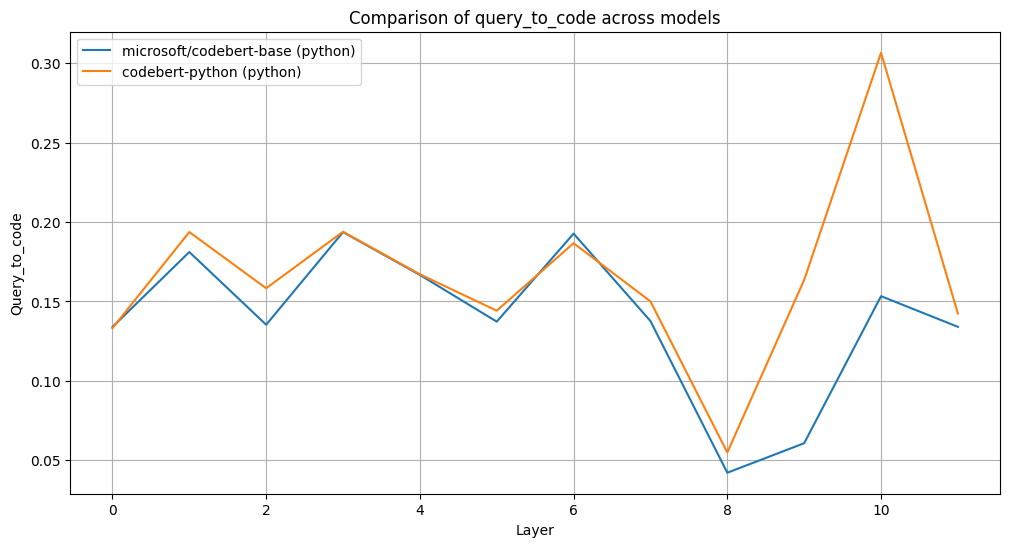 Comparison of query_to_code across models
microsoft/codebert-base (python)
codebert-python (python)
0.30
0.25
0.20
0.15
0.10
0.05
Query_to_code
0 2 4 6 8 10
Layer